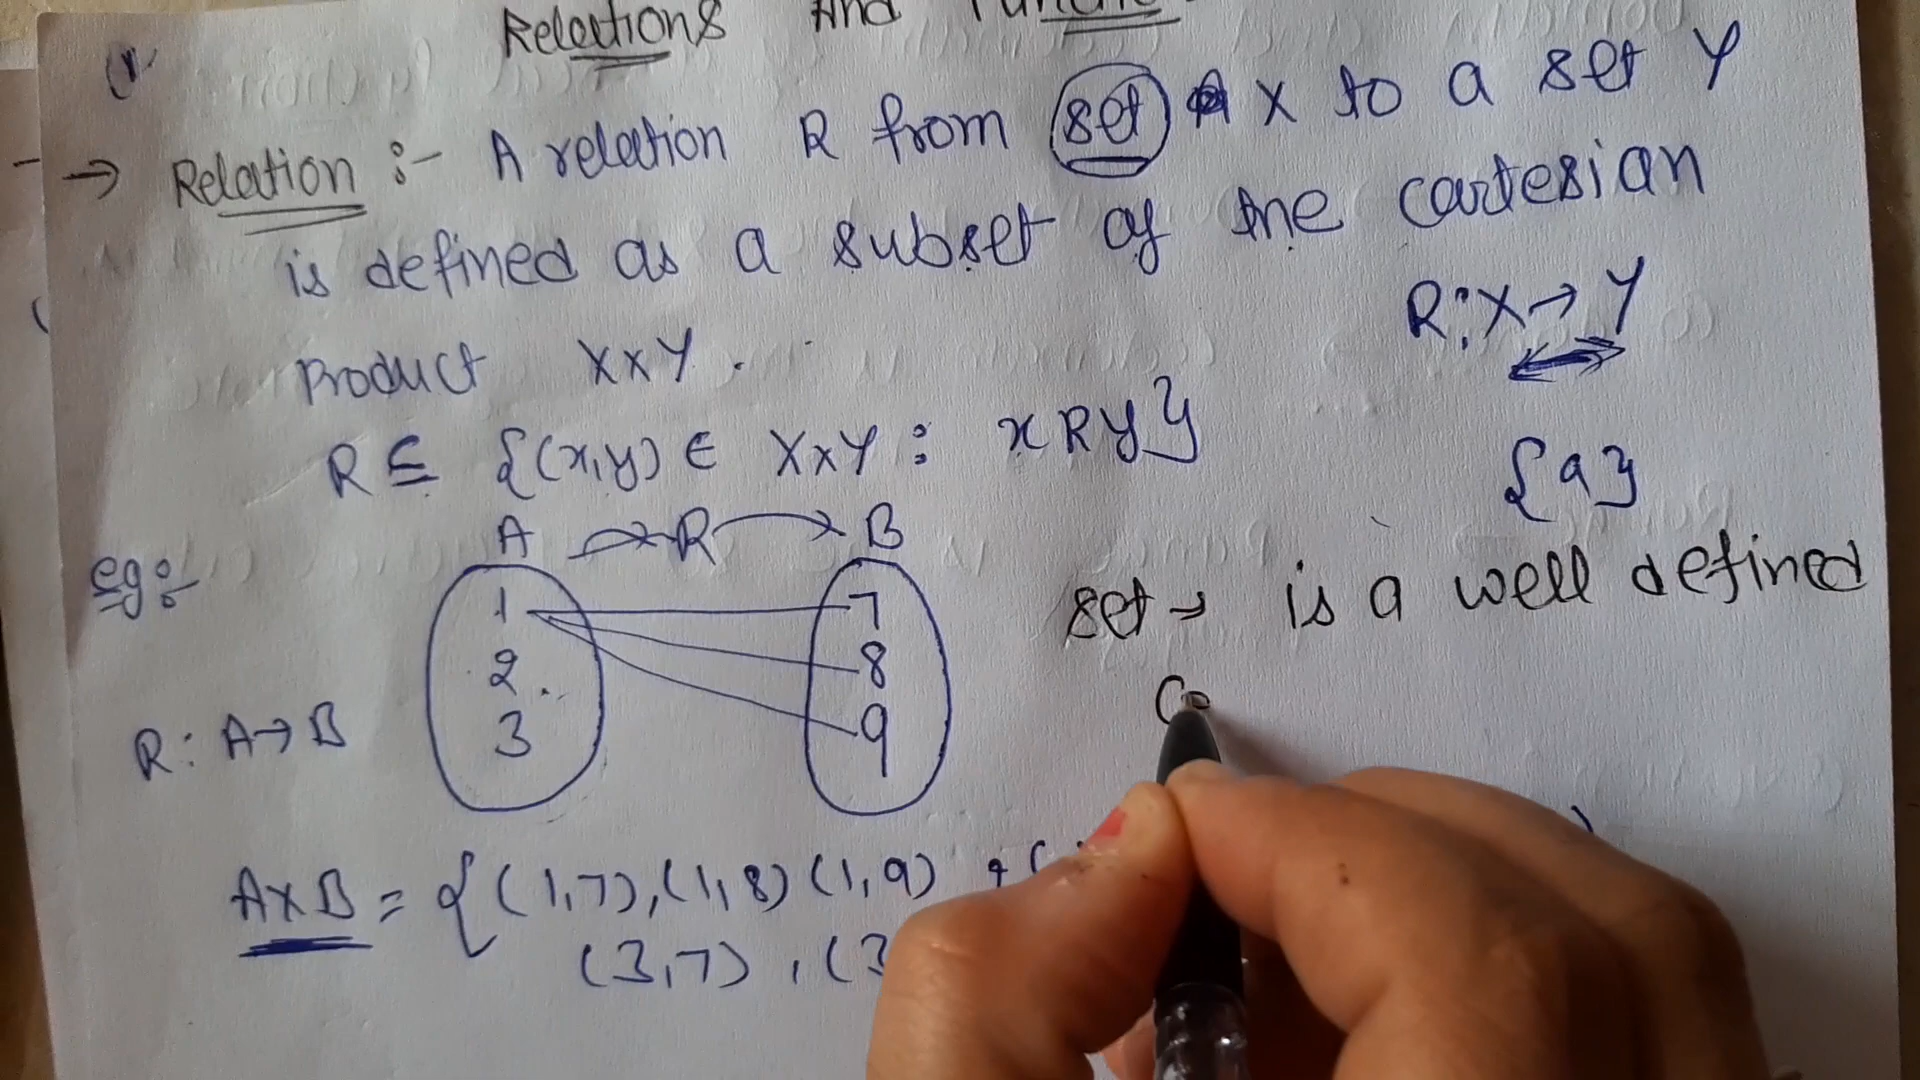 Relations And
→ Relation :- A relation R from set X to a set Y
is defined as a subset of the cartesian
Product X×Y.
R:X→Y
R ⊆ {(x,y) ∈ X×Y : xRy}
{a}
A → R → B
eg:
1 7
2 8
3 9
R: A→B
set → is a well defined
Co
A×B = {(1,7),(1,8)(1,9)
(3,7), (3